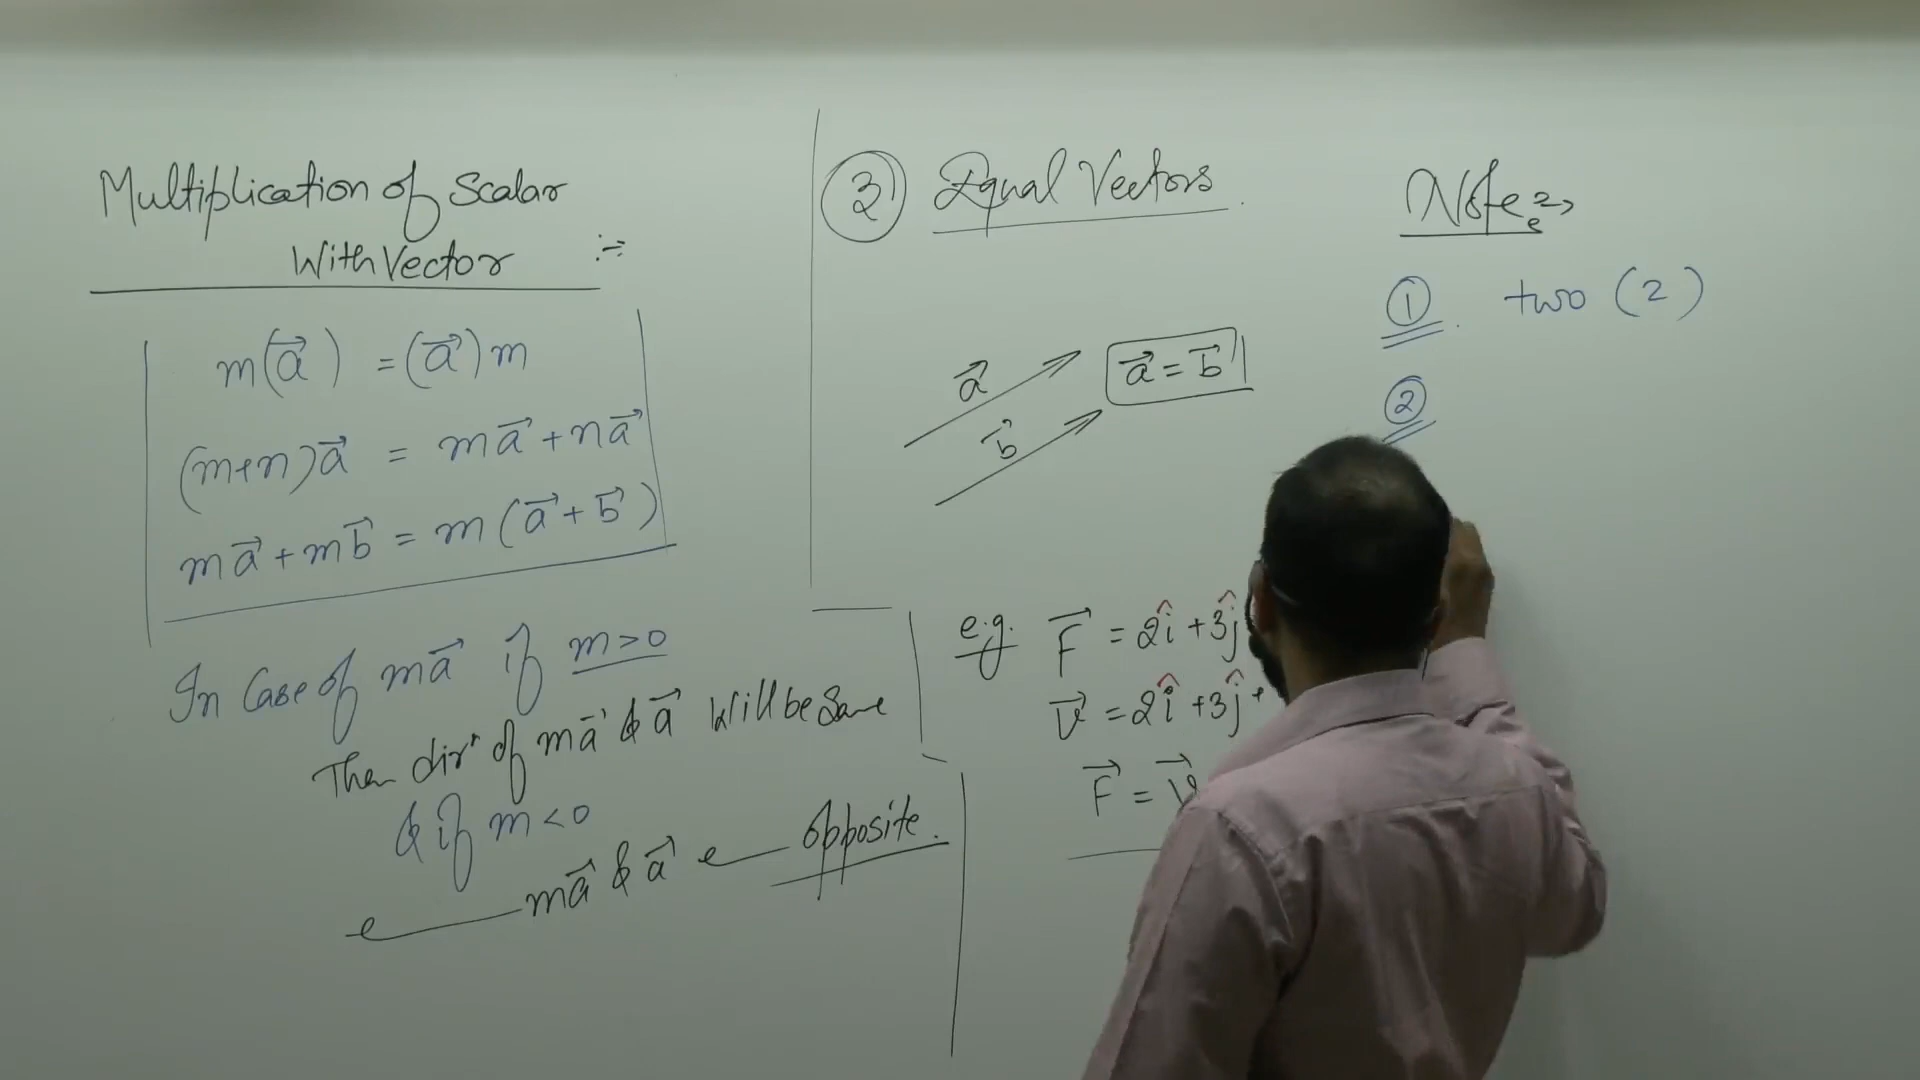 Multiplication of Scalar
With Vector :-
m(a⃗) = (a⃗)m
(m+n)a⃗ = ma⃗ + na⃗
ma⃗ + mb⃗ = m(a⃗ + b⃗)
In Case of ma⃗ if m>0
Then dirⁿ of ma⃗ & a⃗ Will be Same
& if m<0
ma⃗ & a⃗ opposite.
3 Equal Vectors.
a⃗
b⃗
a⃗ = b⃗
e.g. F⃗ = 2î + 3ĵ
v⃗ = 2î + 3ĵ +
F⃗ = v⃗
Note
1. two (2)
2